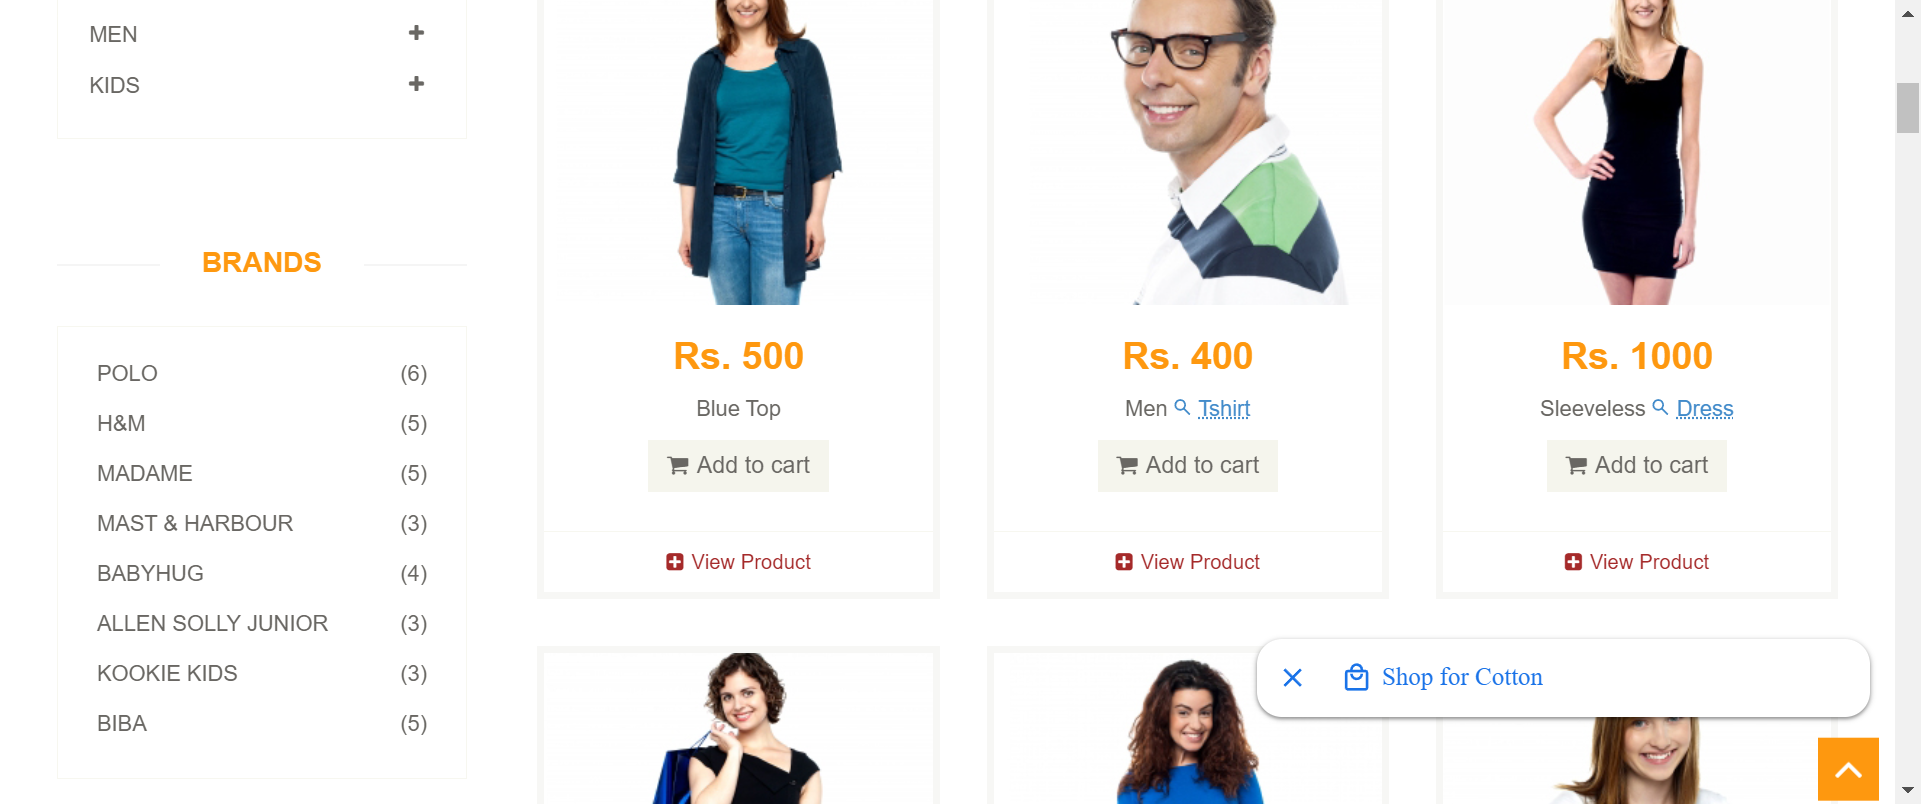 MEN
KIDS
BRANDS
POLO (6)
H&M (5)
MADAME (5)
MAST & HARBOUR (3)
BABYHUG (4)
ALLEN SOLLY JUNIOR (3)
KOOKIE KIDS (3)
BIBA (5)
Rs. 500
Blue Top
Add to cart
View Product
Rs. 400
Men Tshirt
Add to cart
View Product
Rs. 1000
Sleeveless Dress
Add to cart
View Product
Shop for Cotton